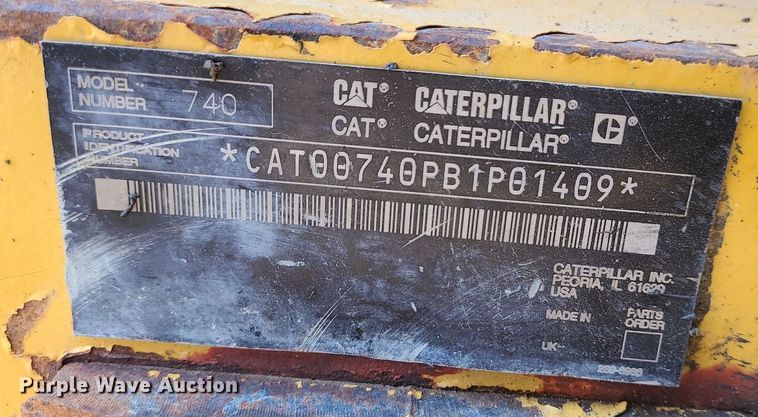 MODEL NUMBER 740
CAT® CATERPILLAR®
CAT® CATERPILLAR®
PRODUCT IDENTIFICATION NUMBER *CAT00740PB1P01409*
CATERPILLAR INC.
PEORIA, IL 61629
USA
MADE IN
PARTS ORDER
UK
Purple Wave Auction